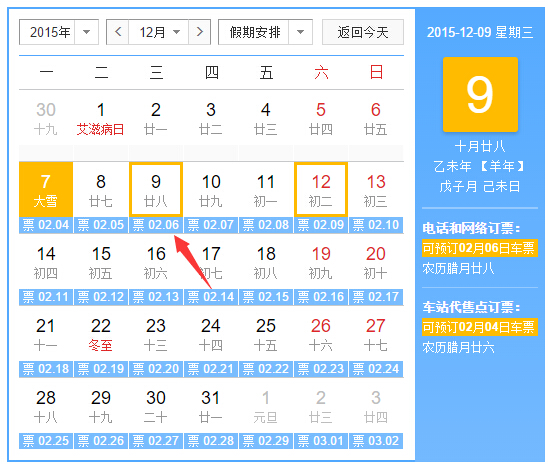 2015年 12月 假期安排 返回今天
一 二 三 四 五 六 日
30 1 2 3 4 5 6
十九 艾滋病日 廿一 廿二 廿三 廿四 廿五
7 8 9 10 11 12 13
大雪 廿七 廿八 廿九 初一 初二 初三
票 02.04 票 02.05 票 02.06 票 02.07 票 02.08 票 02.09 票 02.10
14 15 16 17 18 19 20
初四 初五 初六 初七 初八 初九 初十
票 02.11 票 02.12 票 02.13 票 02.14 票 02.15 票 02.16 票 02.17
21 22 23 24 25 26 27
十一 冬至 十三 十四 十五 十六 十七
票 02.18 票 02.19 票 02.20 票 02.21 票 02.22 票 02.23 票 02.24
28 29 30 31 1 2 3
十八 十九 二十 廿一 元旦 廿三 廿四
票 02.25 票 02.26 票 02.27 票 02.28 票 02.29 票 03.01 票 03.02
2015-12-09 星期三
9
十月廿八
乙未年 【羊年】
戊子月 己未日
电话和网络订票：
可预订02月06日车票
农历腊月廿八
车站代售点订票：
可预订02月04日车票
农历腊月廿六